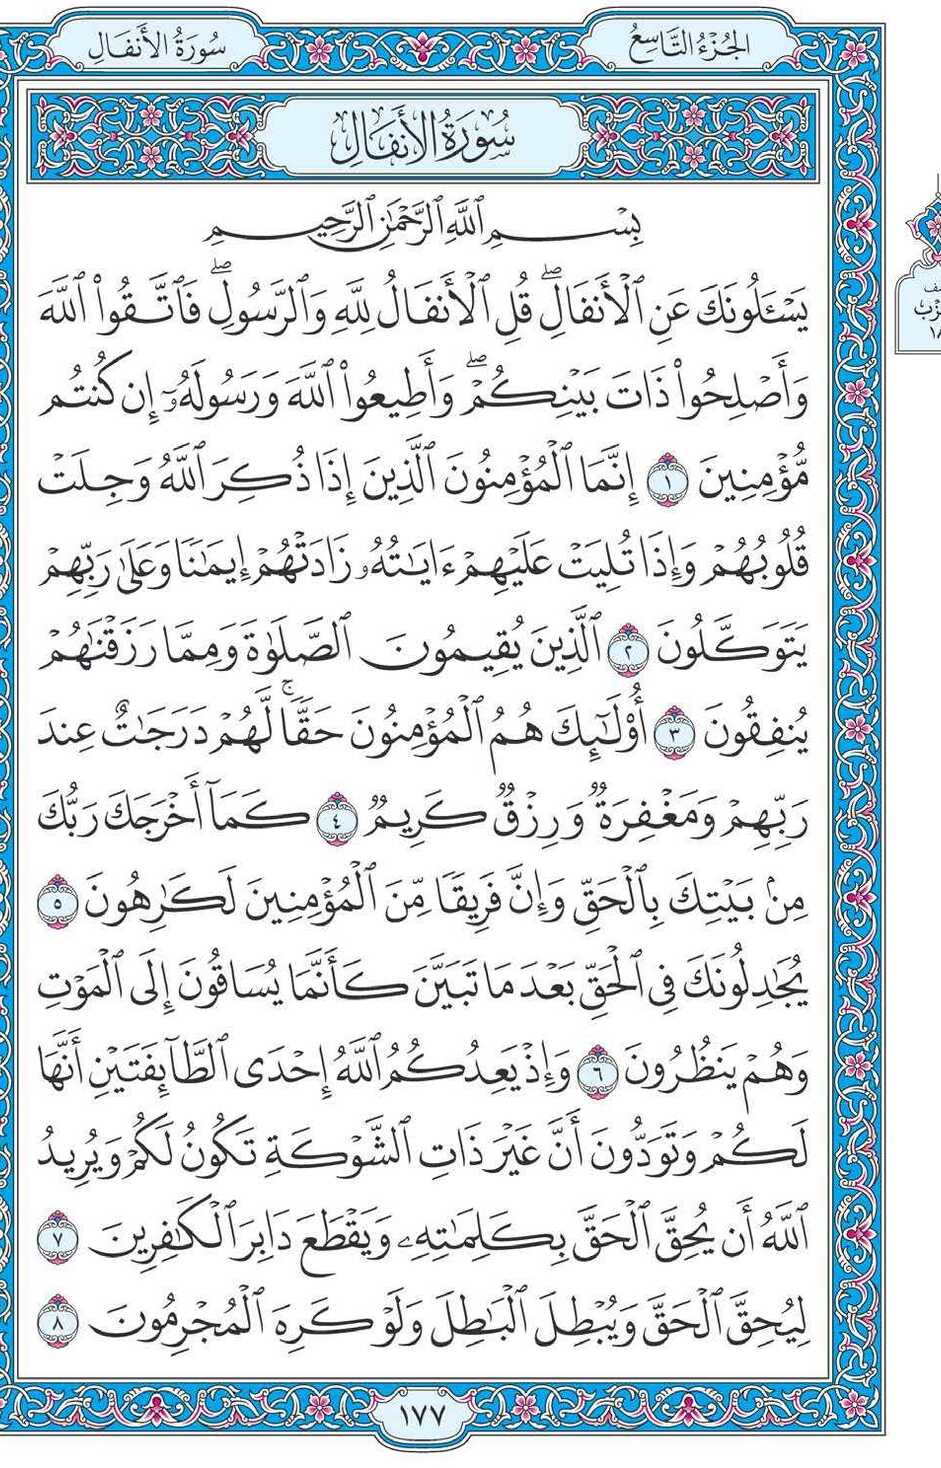 الجُزْءُ التَّاسِعُ
سُورَةُ الأَنفَالِ
سُورَةُ الأَنفَالِ
بِسْمِ ٱللَّهِ ٱلرَّحْمَٰنِ ٱلرَّحِيمِ
يَسْـَٔلُونَكَ عَنِ ٱلْأَنفَالِۖ قُلِ ٱلْأَنفَالُ لِلَّهِ وَٱلرَّسُولِۖ فَٱتَّقُوا۟ ٱللَّهَ
وَأَصْلِحُوا۟ ذَاتَ بَيْنِكُمْۖ وَأَطِيعُوا۟ ٱللَّهَ وَرَسُولَهُۥٓ إِن كُنتُم
مُّؤْمِنِينَ ١ إِنَّمَا ٱلْمُؤْمِنُونَ ٱلَّذِينَ إِذَا ذُكِرَ ٱللَّهُ وَجِلَتْ
قُلُوبُهُمْ وَإِذَا تُلِيَتْ عَلَيْهِمْ ءَايَٰتُهُۥ زَادَتْهُمْ إِيمَٰنًا وَعَلَىٰ رَبِّهِمْ
يَتَوَكَّلُونَ ٢ ٱلَّذِينَ يُقِيمُونَ ٱلصَّلَوٰةَ وَمِمَّا رَزَقْنَٰهُمْ
يُنفِقُونَ ٣ أُو۟لَٰٓئِكَ هُمُ ٱلْمُؤْمِنُونَ حَقًّاۚ لَّهُمْ دَرَجَٰتٌ عِندَ
رَبِّهِمْ وَمَغْفِرَةٌ وَرِزْقٌ كَرِيمٌ ٤ كَمَآ أَخْرَجَكَ رَبُّكَ
مِنۢ بَيْتِكَ بِٱلْحَقِّ وَإِنَّ فَرِيقًا مِّنَ ٱلْمُؤْمِنِينَ لَكَٰرِهُونَ ٥
يُجَٰدِلُونَكَ فِى ٱلْحَقِّ بَعْدَ مَا تَبَيَّنَ كَأَنَّمَا يُسَاقُونَ إِلَى ٱلْمَوْتِ
وَهُمْ يَنظُرُونَ ٦ وَإِذْ يَعِدُكُمُ ٱللَّهُ إِحْدَى ٱلطَّآئِفَتَيْنِ أَنَّهَا
لَكُمْ وَتَوَدُّونَ أَنَّ غَيْرَ ذَاتِ ٱلشَّوْكَةِ تَكُونُ لَكُمْ وَيُرِيدُ
ٱللَّهُ أَن يُحِقَّ ٱلْحَقَّ بِكَلِمَٰتِهِۦ وَيَقْطَعَ دَابِرَ ٱلْكَٰفِرِينَ ٧
لِيُحِقَّ ٱلْحَقَّ وَيُبْطِلَ ٱلْبَٰطِلَ وَلَوْ كَرِهَ ٱلْمُجْرِمُونَ ٨
١٧٧